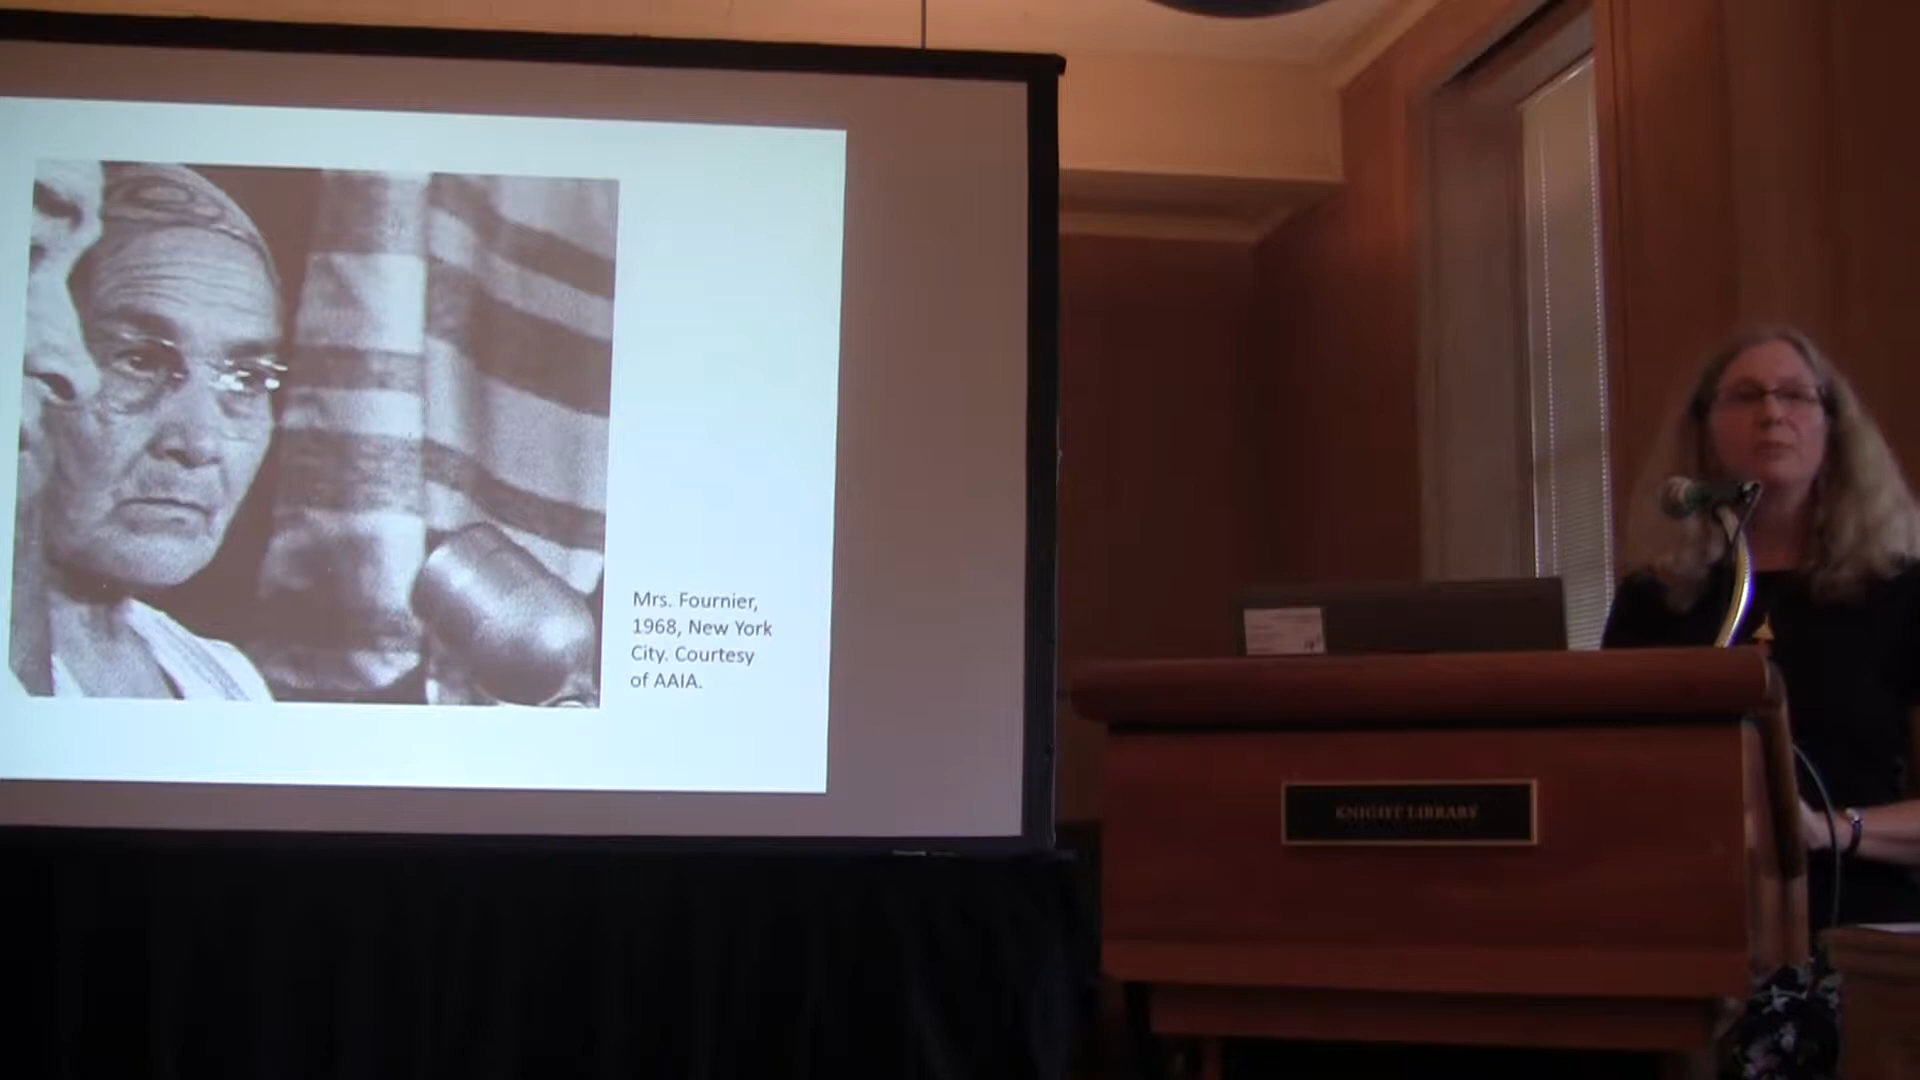 Mrs. Fournier,
1968, New York
City. Courtesy
of AAIA.
KNIGHT LIBRARY